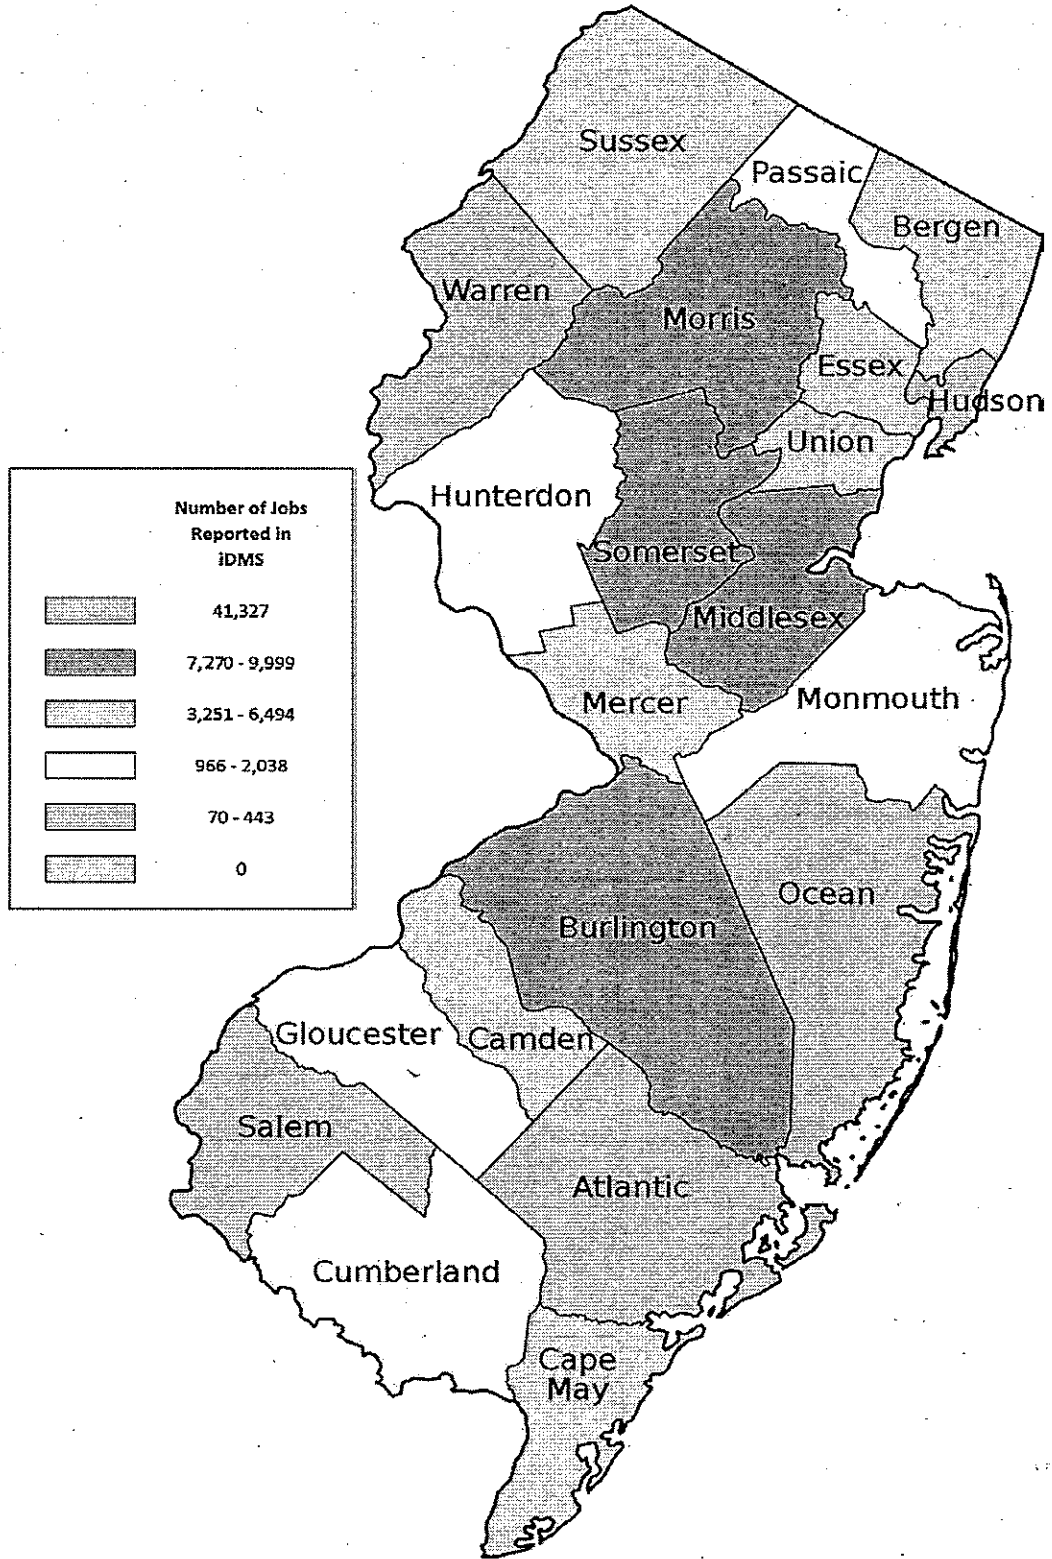 Sussex
Passaic
Bergen
Warren
Morris
Essex
Hudson
Union
Hunterdon
Somerset
Middlesex
Mercer
Monmouth
Ocean
Burlington
Gloucester
Camden
Salem
Atlantic
Cumberland
Cape
May
Number of Jobs
Reported in
iDMS
41,327
7,270 - 9,999
3,251 - 6,494
966 - 2,038
70 - 443
0